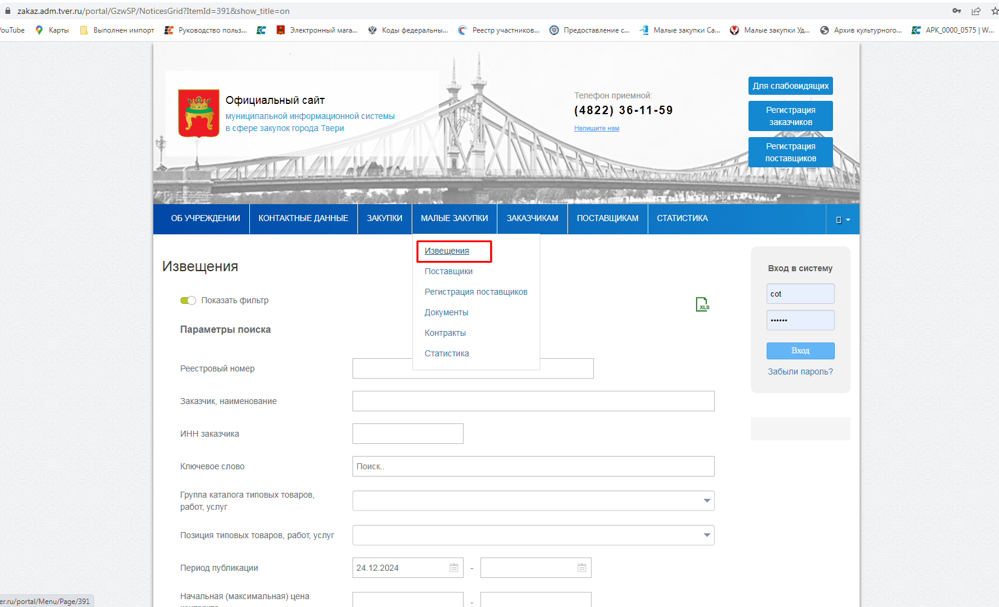 zakaz.adm.tver.ru/portal/GzwSP/NoticesGrid?ItemId=391&show_title=on
YouTube
Карты
Выполнен импорт
Руководство польз...
Электронный мага...
Коды федеральны...
Реестр участников...
Предоставление с...
Малые закупки Са...
Малые закупки Уд...
Архив культурного...
APK_0000_0575 | W...
Официальный сайт
муниципальной информационной системы
в сфере закупок города Твери
Телефон приемной:
(4822) 36-11-59
Напишите нам
Для слабовидящих
Регистрация
заказчиков
Регистрация
поставщиков
ОБ УЧРЕЖДЕНИИ
КОНТАКТНЫЕ ДАННЫЕ
ЗАКУПКИ
МАЛЫЕ ЗАКУПКИ
ЗАКАЗЧИКАМ
ПОСТАВЩИКАМ
СТАТИСТИКА
Извещения
Поставщики
Регистрация поставщиков
Документы
Контракты
Статистика
Извещения
Показать фильтр
XLS
Параметры поиска
Реестровый номер
Заказчик, наименование
ИНН заказчика
Ключевое слово
Поиск..
Группа каталога типовых товаров,
работ, услуг
Позиция типовых товаров, работ, услуг
Период публикации
24.12.2024
-
Начальная (максимальная) цена
-
Вход в систему
cot
••••••
Вход
Забыли пароль?
er.ru/portal/Menu/Page/391